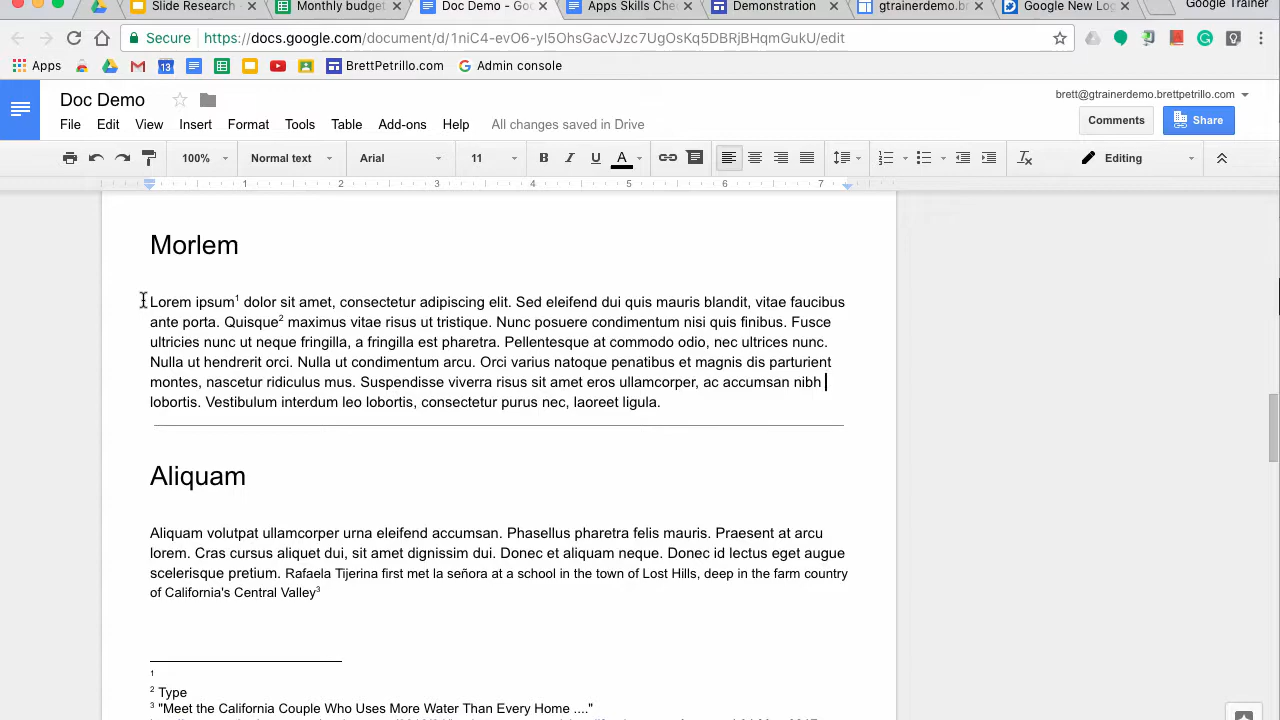 Slide Research
Monthly budget
Doc Demo - Go
Apps Skills Che
Demonstration
gtrainerdemo.br
Google New Log
Google Trainer
Secure https://docs.google.com/document/d/1niC4-evO6-yI5OhsGacVJzc7UgOsKq5DBRjBHqmGukU/edit
Apps
13
BrettPetrillo.com
Admin console
Doc Demo
brett@gtrainerdemo.brettpetrillo.com
File Edit View Insert Format Tools Table Add-ons Help All changes saved in Drive
Comments
Share
100% Normal text Arial 11 B I U A Editing
1 2 3 4 5 6 7
Morlem
Lorem ipsum1 dolor sit amet, consectetur adipiscing elit. Sed eleifend dui quis mauris blandit, vitae faucibus
ante porta. Quisque2 maximus vitae risus ut tristique. Nunc posuere condimentum nisi quis finibus. Fusce
ultricies nunc ut neque fringilla, a fringilla est pharetra. Pellentesque at commodo odio, nec ultrices nunc.
Nulla ut hendrerit orci. Nulla ut condimentum arcu. Orci varius natoque penatibus et magnis dis parturient
montes, nascetur ridiculus mus. Suspendisse viverra risus sit amet eros ullamcorper, ac accumsan nibh
lobortis. Vestibulum interdum leo lobortis, consectetur purus nec, laoreet ligula.
Aliquam
Aliquam volutpat ullamcorper urna eleifend accumsan. Phasellus pharetra felis mauris. Praesent at arcu
lorem. Cras cursus aliquet dui, sit amet dignissim dui. Donec et aliquam neque. Donec id lectus eget augue
scelerisque pretium. Rafaela Tijerina first met la señora at a school in the town of Lost Hills, deep in the farm country
of California's Central Valley3
1
2 Type
3 "Meet the California Couple Who Uses More Water Than Every Home ...."